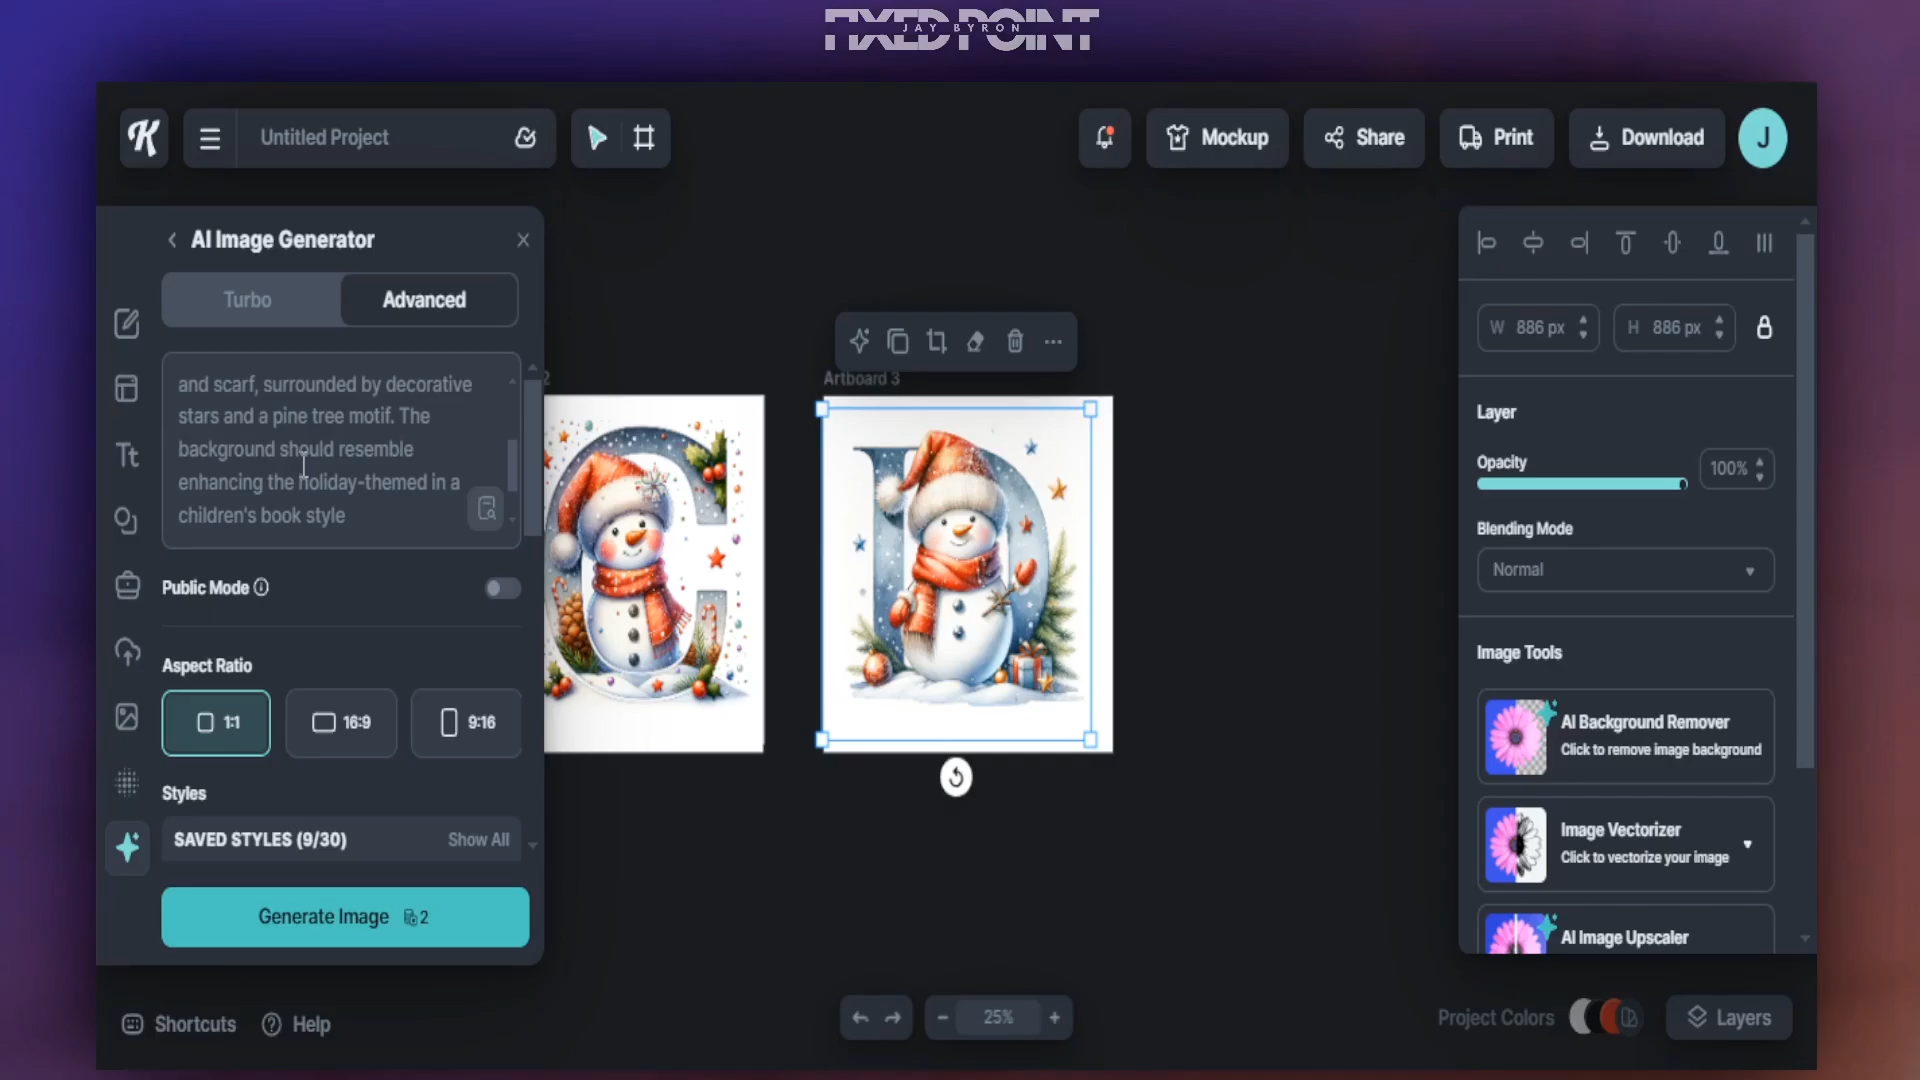 FIXED POINT
JAY BYRON
K
Untitled Project
Mockup
Share
Print
Download
J
AI Image Generator
Turbo
Advanced
and scarf, surrounded by decorative
stars and a pine tree motif. The
background should resemble
enhancing the holiday-themed in a
children's book style
Public Mode
Aspect Ratio
1:1
16:9
9:16
Styles
SAVED STYLES (9/30)
Show All
Generate Image 2
Tt
2
C
Artboard 3
D
W 886 px
H 886 px
Layer
Opacity
100%
Blending Mode
Normal
Image Tools
AI Background Remover
Click to remove image background
Image Vectorizer
Click to vectorize your image
AI Image Upscaler
Shortcuts
Help
25%
Project Colors
Layers